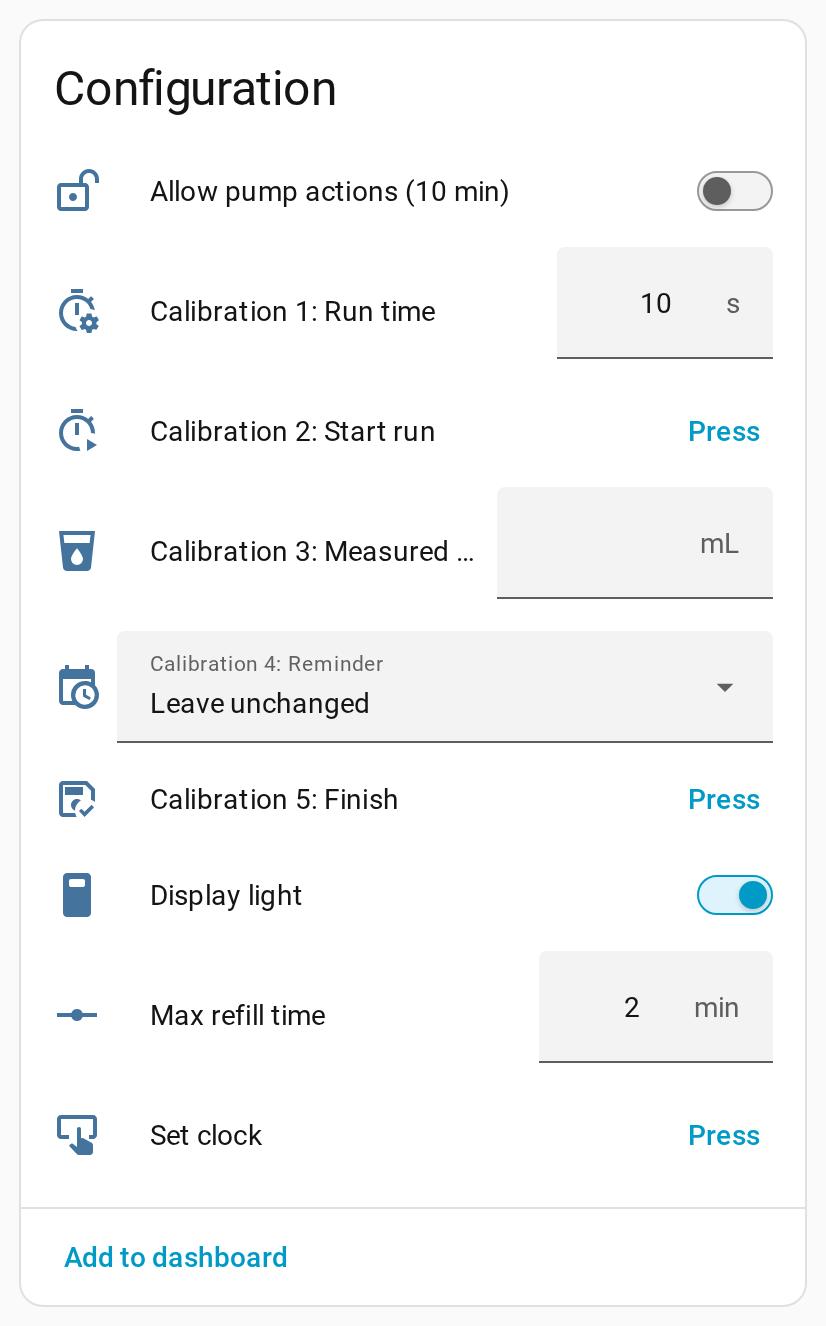 Configuration
Allow pump actions (10 min)
Calibration 1: Run time
10 s
Calibration 2: Start run
Press
Calibration 3: Measured ...
mL
Calibration 4: Reminder
Leave unchanged
Calibration 5: Finish
Press
Display light
Max refill time
2 min
Set clock
Press
Add to dashboard